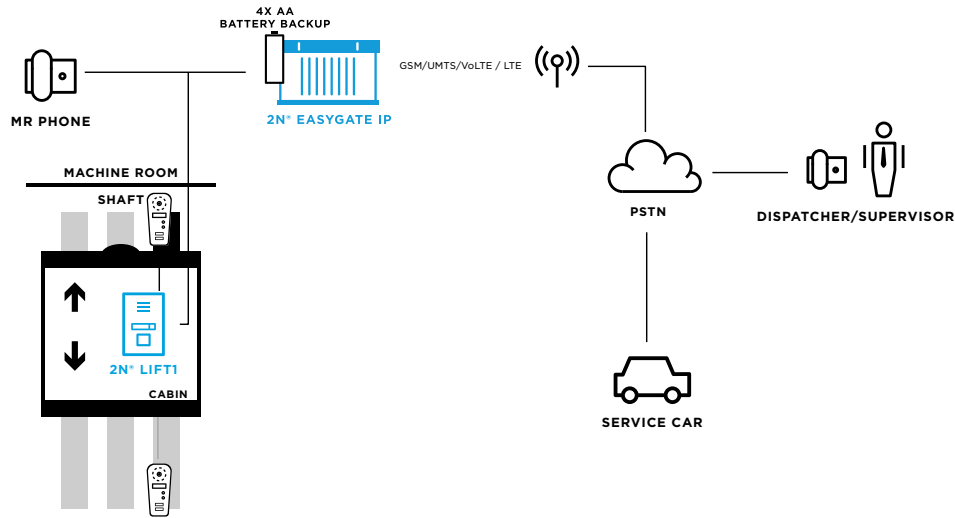 4X AA
BATTERY BACKUP
GSM/UMTS/VoLTE / LTE
MR PHONE
2N® EASYGATE IP
MACHINE ROOM
SHAFT
PSTN
DISPATCHER/SUPERVISOR
2N® LIFT1
CABIN
SERVICE CAR